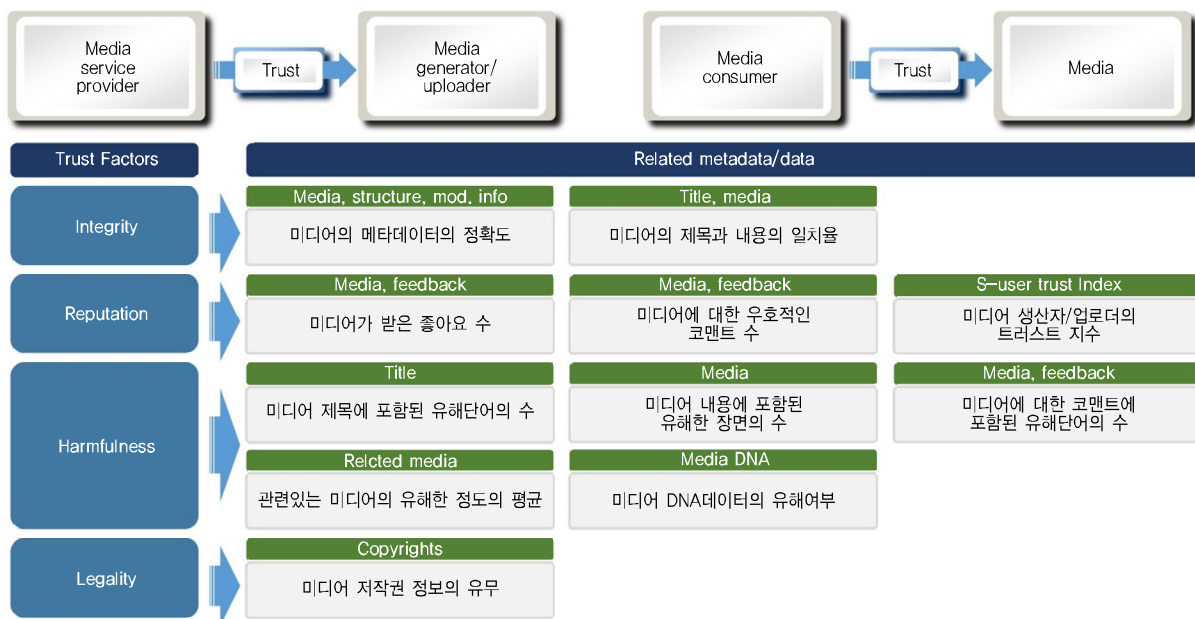 Media
service
provider
Trust
Media
generator/
uploader
Media
consumer
Trust
Media
Trust Factors
Related metadata/data
Integrity
Media, structure, mod. info
미디어의 메타데이터의 정확도
Title, media
미디어의 제목과 내용의 일치율
Reputation
Media, feedback
미디어가 받은 좋아요 수
Media, feedback
미디어에 대한 우호적인
코맨트 수
S-user trust Index
미디어 생산자/업로더의
트러스트 지수
Harmfulness
Title
미디어 제목에 포함된 유해단어의 수
Media
미디어 내용에 포함된
유해한 장면의 수
Media, feedback
미디어에 대한 코맨트에
포함된 유해단어의 수
Relcted media
관련있는 미디어의 유해한 정도의 평균
Media DNA
미디어 DNA데이터의 유해여부
Legality
Copyrights
미디어 저작권 정보의 유무